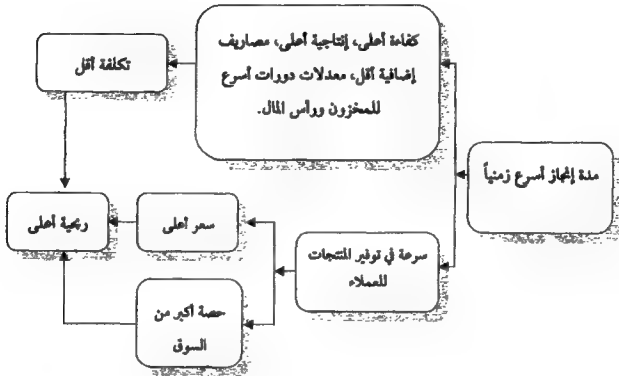 كفاءة أعلى، إنتاجية أعلى، مصاريف
إضافية أقل، معدلات دورات أسرع
للمخزون ورأس المال.
تكلفة أقل
مدة إنجاز أسرع زمنياً
سرعة في توفير المنتجات
للعملاء
سعر أعلى
ربحية أعلى
حصة أكبر من
السوق